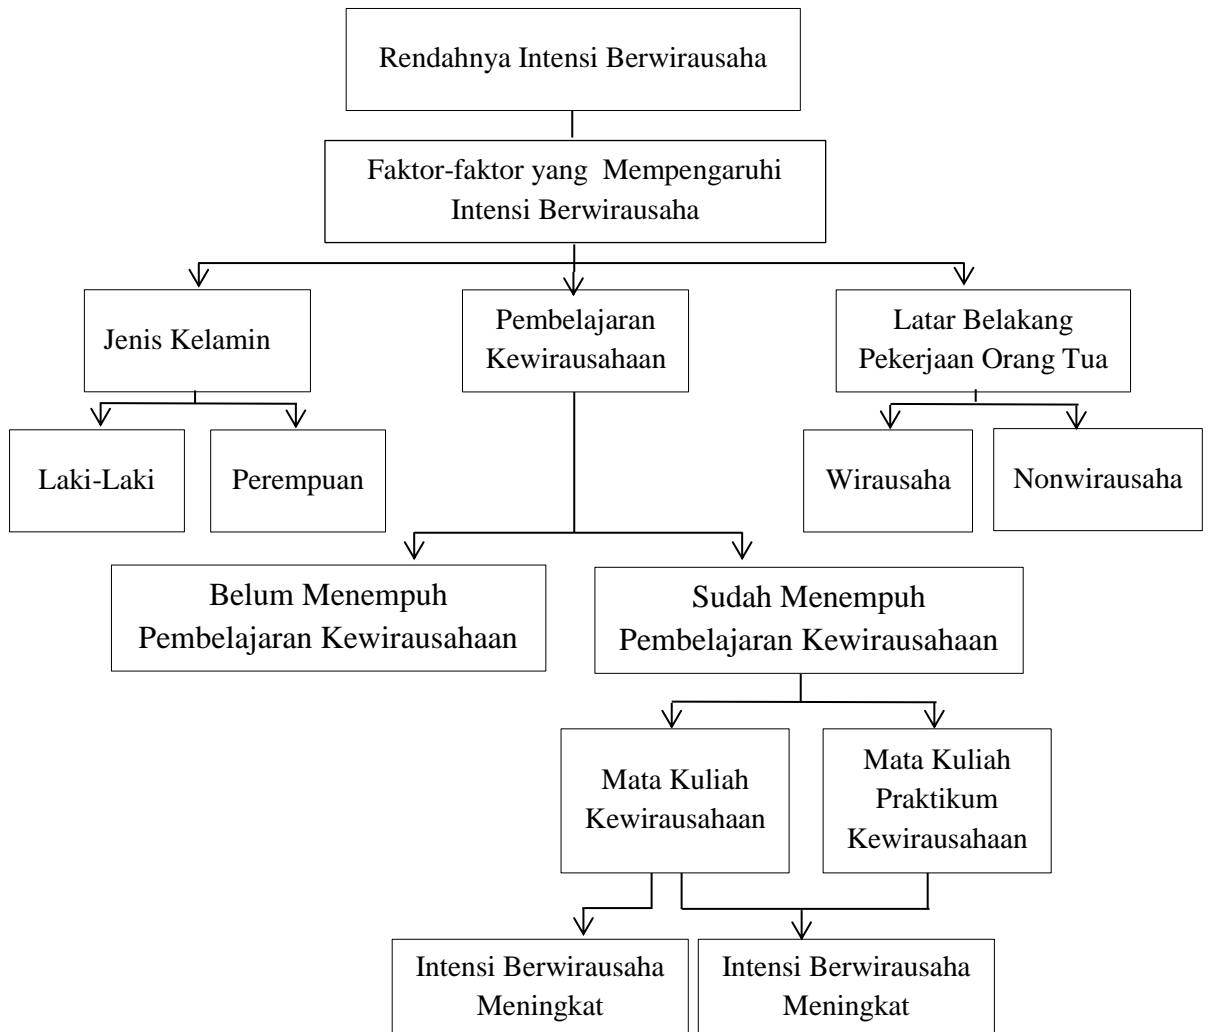 Rendahnya Intensi Berwirausaha
Faktor-faktor yang Mempengaruhi
Intensi Berwirausaha
Jenis Kelamin
Pembelajaran
Kewirausahaan
Latar Belakang
Pekerjaan Orang Tua
Laki-Laki
Perempuan
Wirausaha
Nonwirausaha
Belum Menempuh
Pembelajaran Kewirausahaan
Sudah Menempuh
Pembelajaran Kewirausahaan
Mata Kuliah
Kewirausahaan
Mata Kuliah
Praktikum
Kewirausahaan
Intensi Berwirausaha
Meningkat
Intensi Berwirausaha
Meningkat